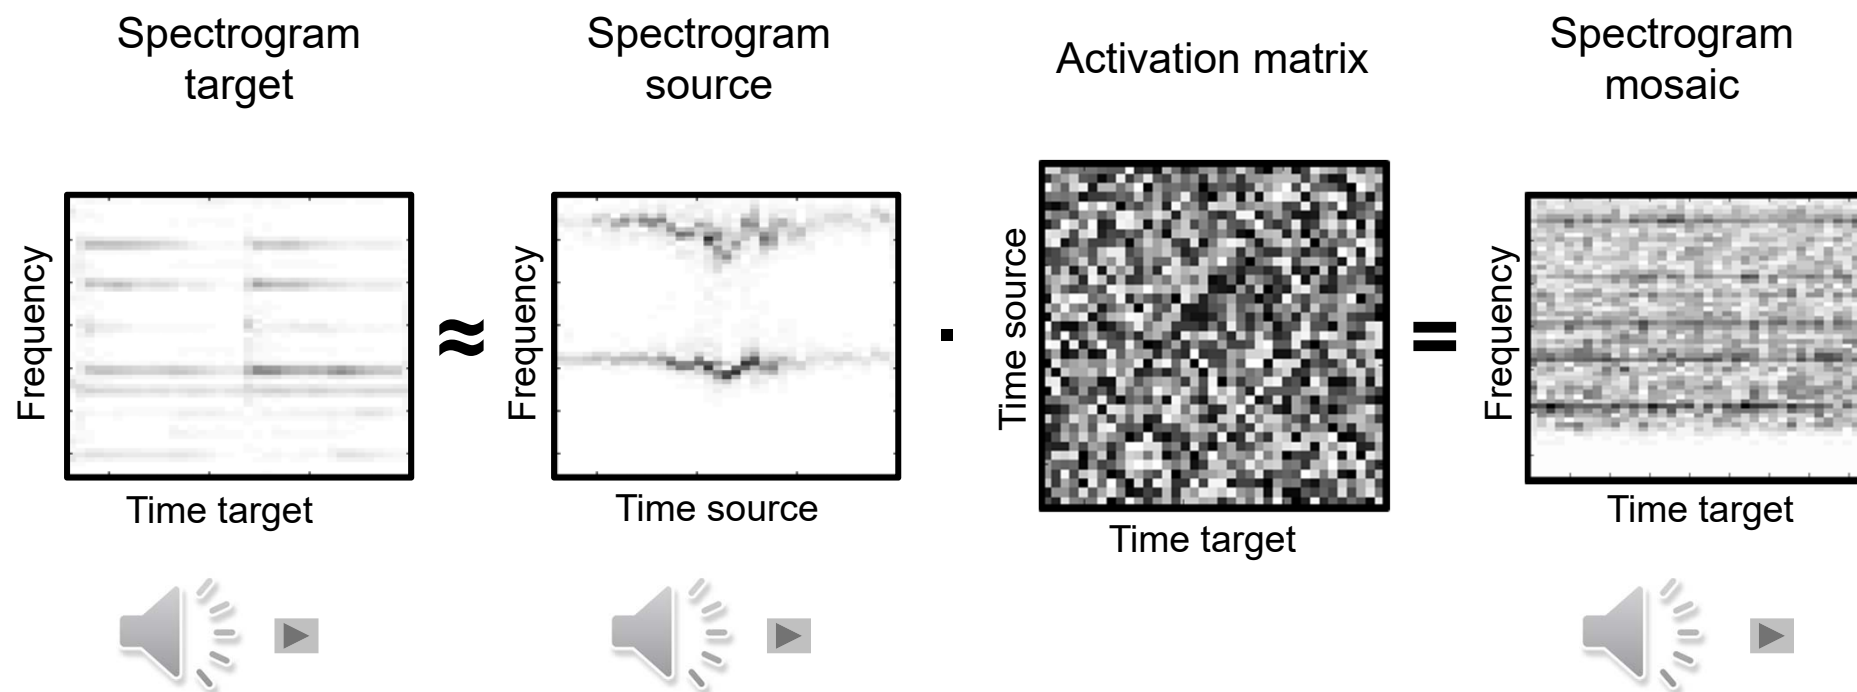 Spectrogram
target
Spectrogram
source
Activation matrix
Spectrogram
mosaic
Frequency
≈
Frequency
·
Time source
=
Frequency
Time target
Time source
Time target
Time target